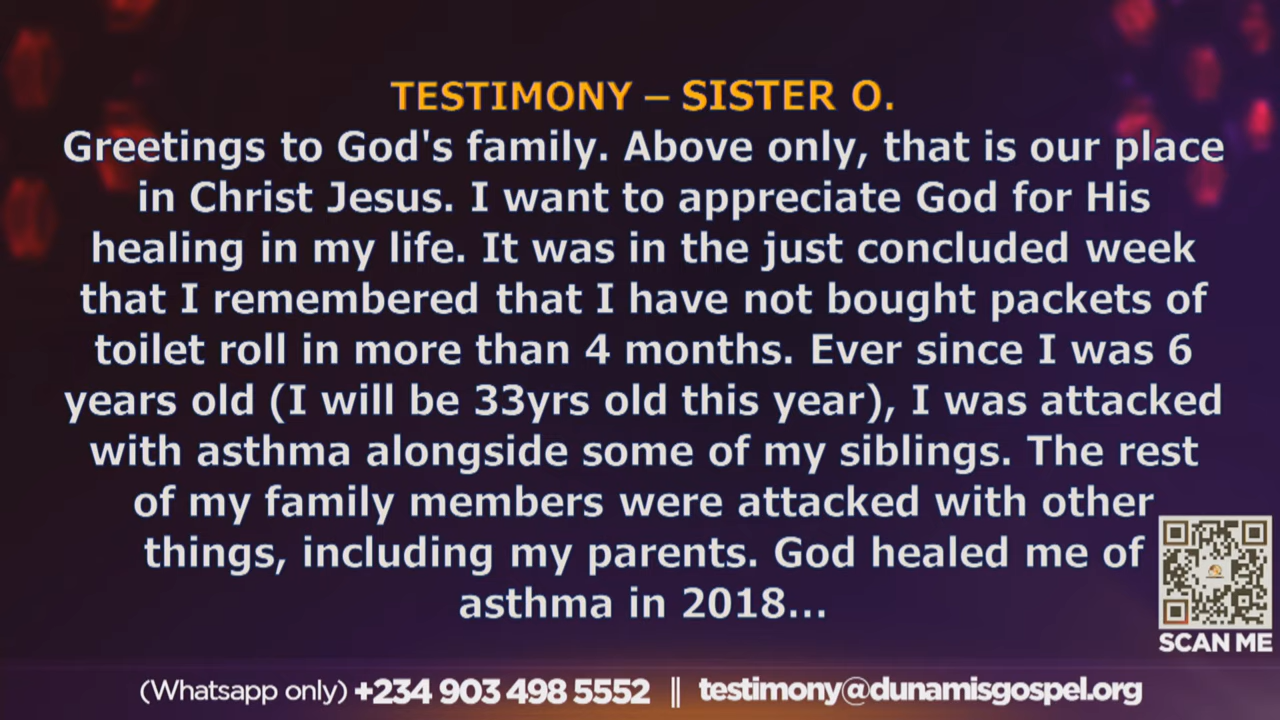 TESTIMONY – SISTER O.
Greetings to God's family. Above only, that is our place
in Christ Jesus. I want to appreciate God for His
healing in my life. It was in the just concluded week
that I remembered that I have not bought packets of
toilet roll in more than 4 months. Ever since I was 6
years old (I will be 33yrs old this year), I was attacked
with asthma alongside some of my siblings. The rest
of my family members were attacked with other
things, including my parents. God healed me of
asthma in 2018...
SCAN ME
(Whatsapp only) +234 903 498 5552 || testimony@dunamisgospel.org